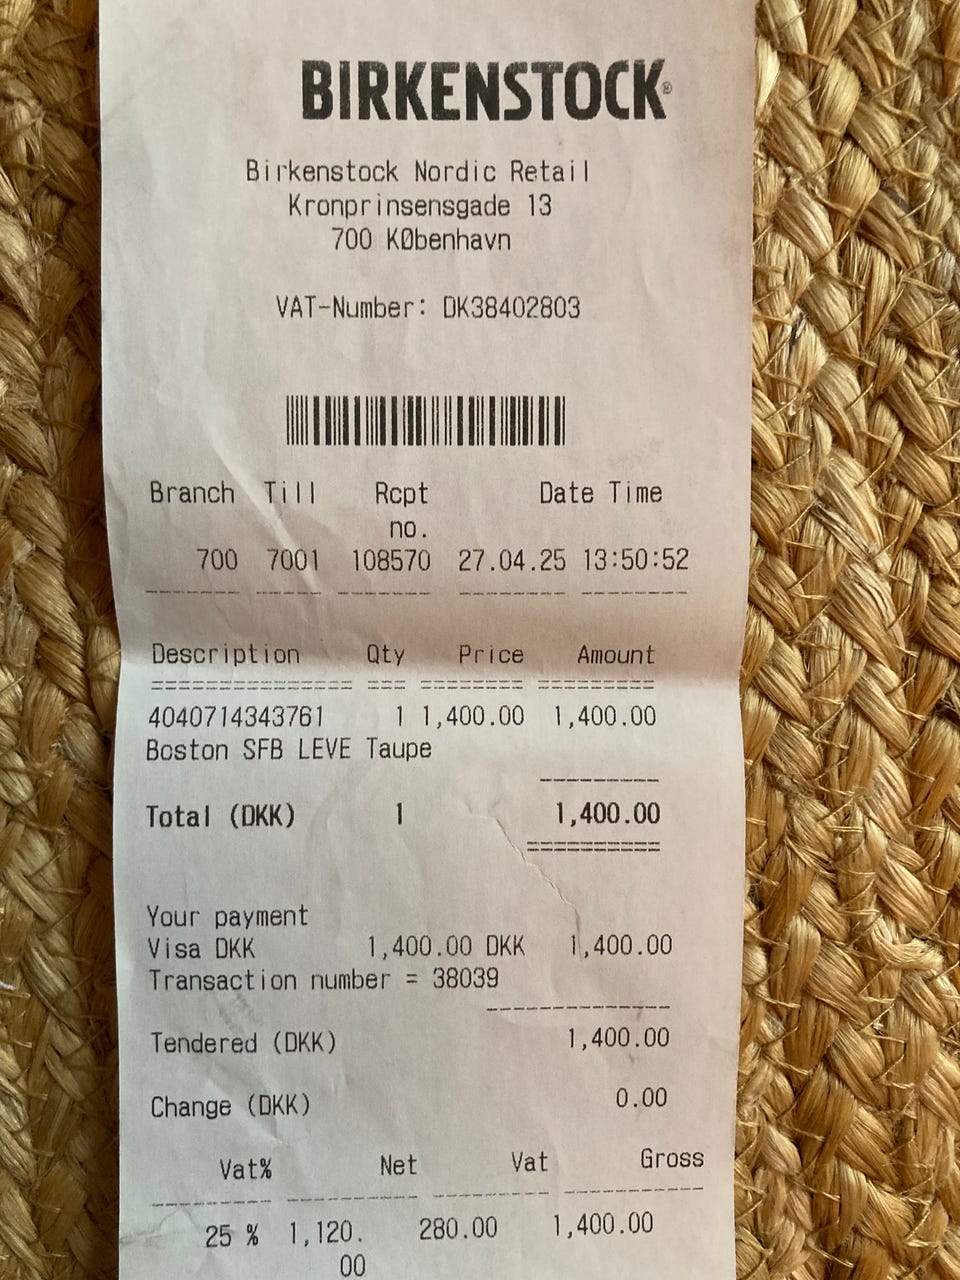 BIRKENSTOCK®
Birkenstock Nordic Retail
Kronprinsensgade 13
700 KØbenhavn
VAT-Number: DK38402803
Branch Till Rcpt no. Date Time
700 7001 108570 27.04.25 13:50:52
Description Qty Price Amount
4040714343761 1 1,400.00 1,400.00
Boston SFB LEVE Taupe
Total (DKK) 1 1,400.00
Your payment
Visa DKK 1,400.00 DKK 1,400.00
Transaction number = 38039
Tendered (DKK) 1,400.00
Change (DKK) 0.00
Vat% Net Vat Gross
25 % 1,120. 280.00 1,400.00
00